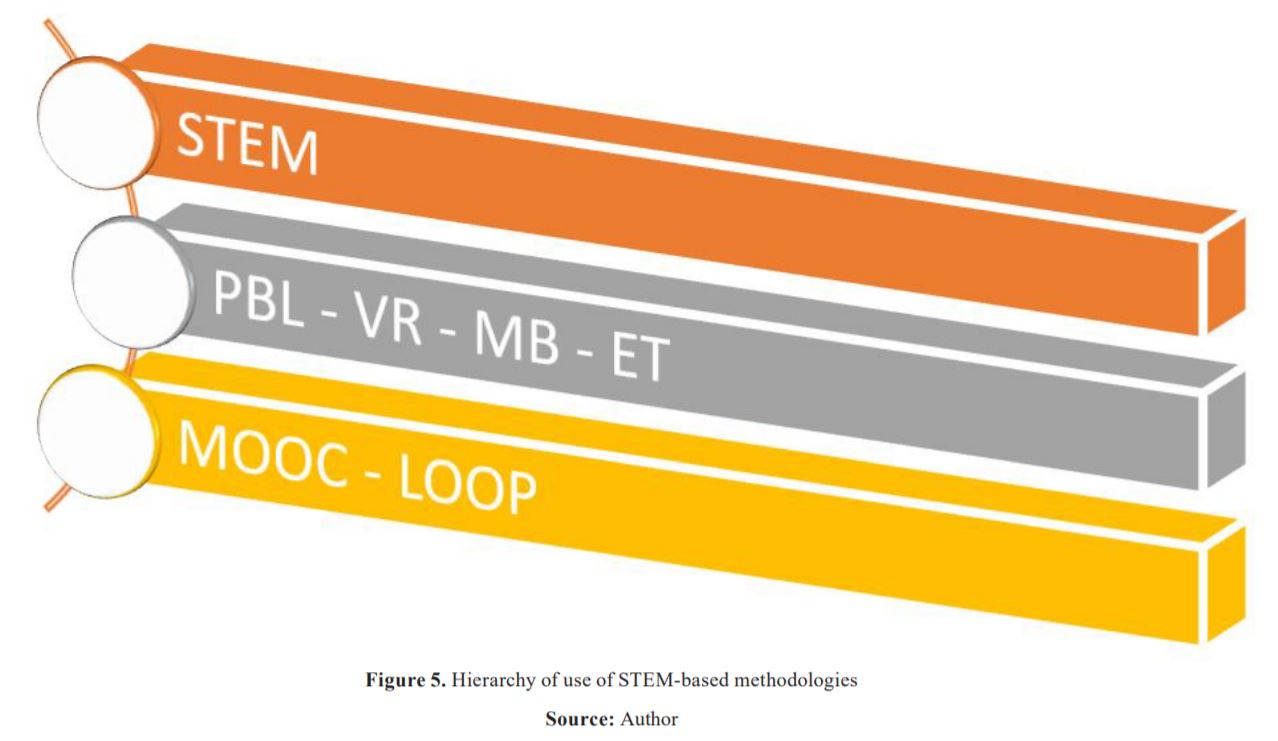 STEM
PBL - VR - MB - ET
MOOC - LOOP
Figure 5. Hierarchy of use of STEM-based methodologies
Source: Author